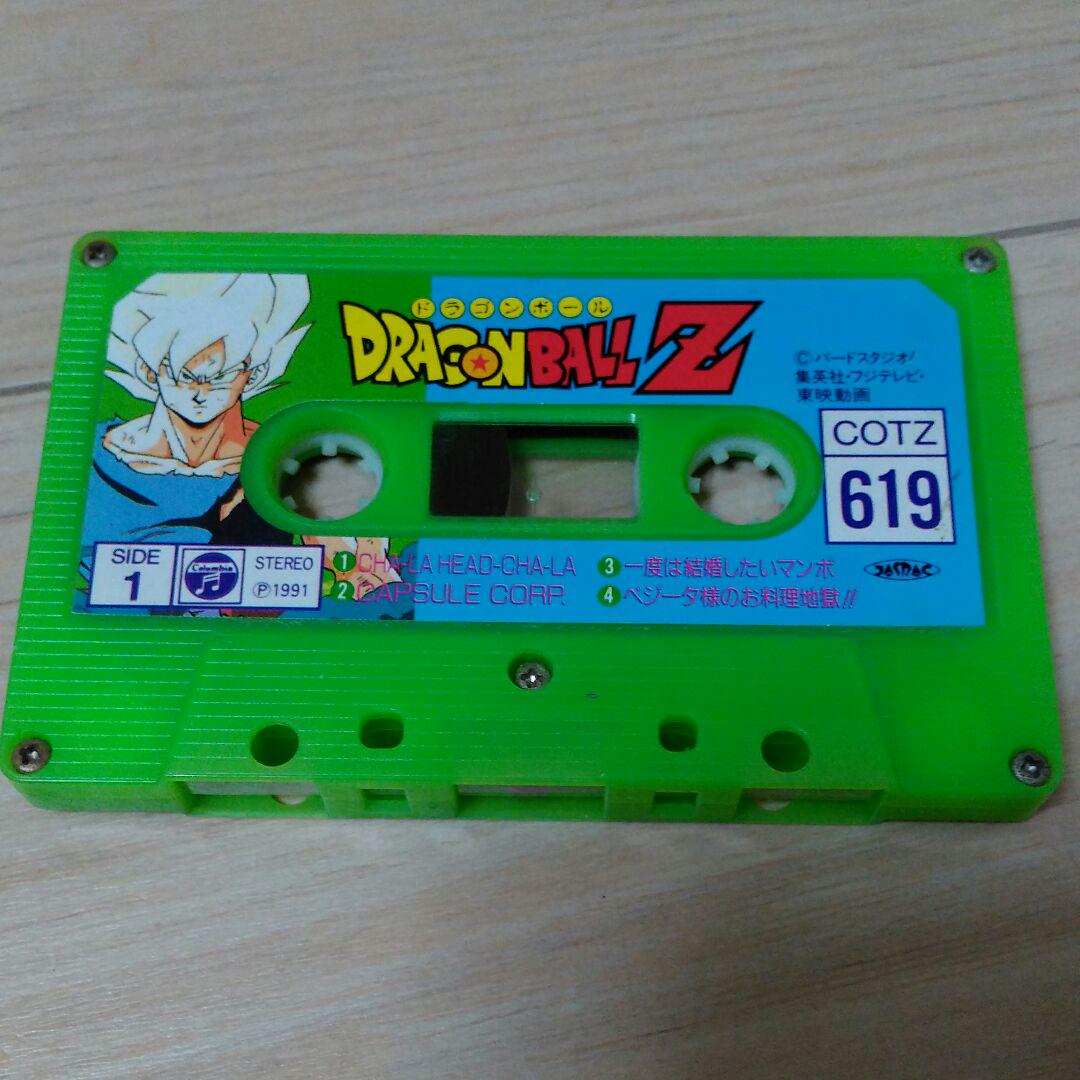 ドラゴンボール
DRAGON BALL Z
©バードスタジオ/
集英社・フジテレビ・
東映動画
COTZ
619
SIDE
1
Columbia
STEREO
Ⓟ1991
1 CHA-LA HEAD-CHA-LA
2 CAPSULE CORP.
3 一度は結婚したいマンボ
4 ベジータ様のお料理地獄!!
JASRAC